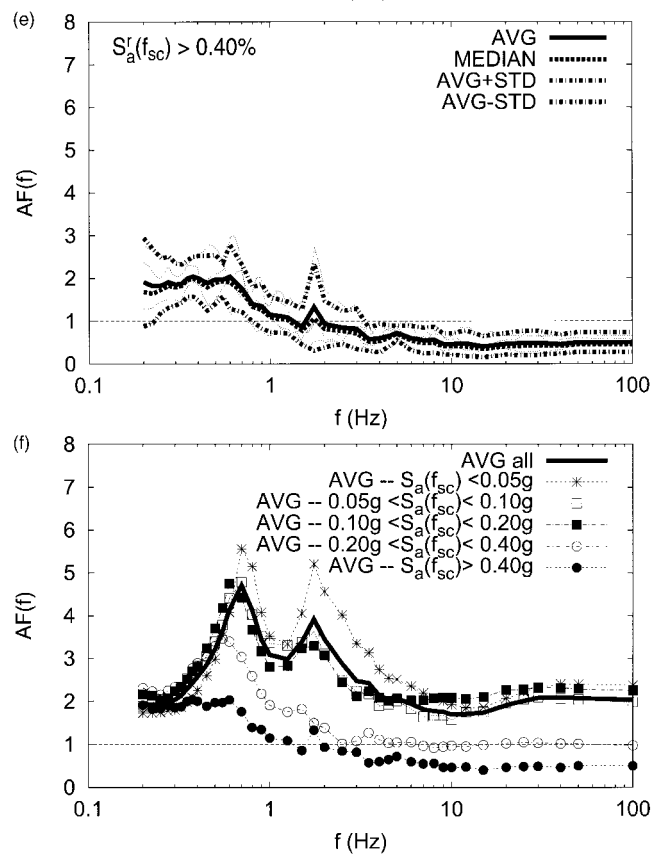 (e)
8
7
6
5
4
3
2
1
0
AF(f)
S_a^r(f_sc) > 0.40%
AVG
MEDIAN
AVG+STD
AVG-STD
0.1 1 10 100
f (Hz)
(f)
8
7
6
5
4
3
2
1
0
AF(f)
AVG all
AVG -- S_a(f_sc) <0.05g
AVG -- 0.05g <S_a(f_sc)< 0.10g
AVG -- 0.10g <S_a(f_sc)< 0.20g
AVG -- 0.20g <S_a(f_sc)< 0.40g
AVG -- S_a(f_sc)> 0.40g
0.1 1 10 100
f (Hz)